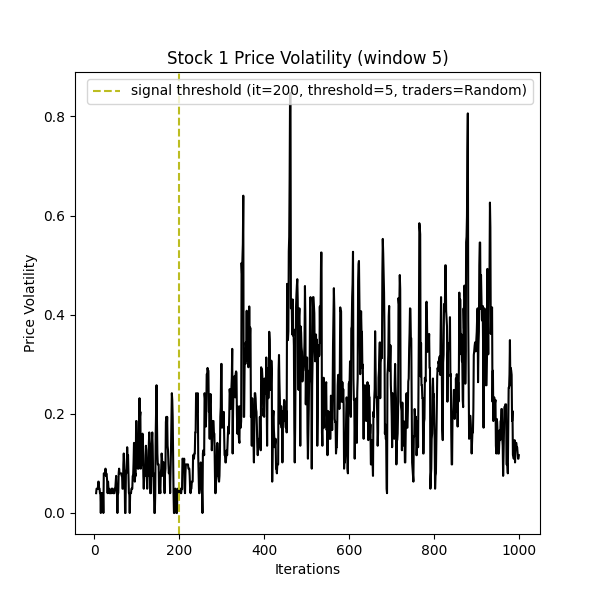 Stock 1 Price Volatility (window 5)
signal threshold (it=200, threshold=5, traders=Random)
Price Volatility
0.8
0.6
0.4
0.2
0.0
0 200 400 600 800 1000
Iterations